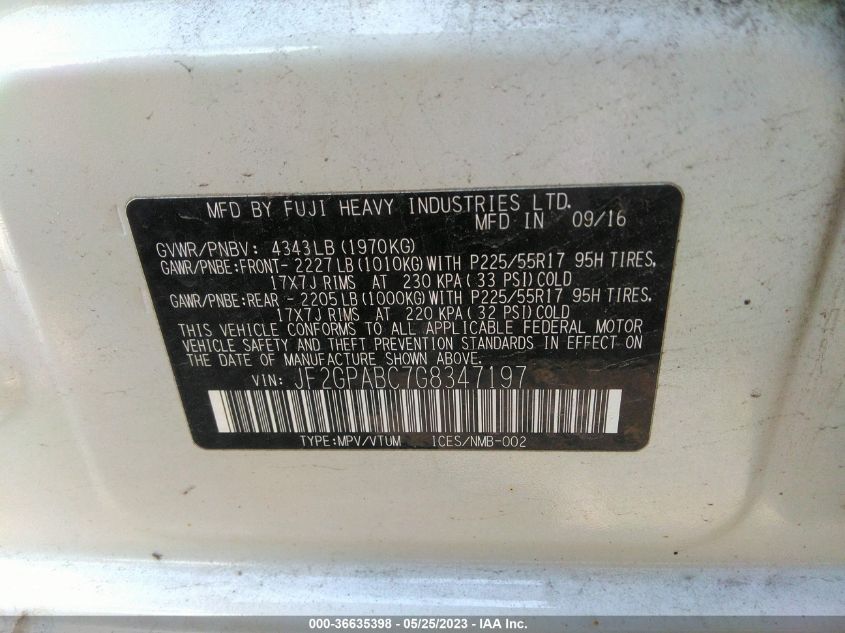 MFD BY FUJI HEAVY INDUSTRIES LTD.
MFD IN 09/16
GVWR/PNBV: 4343LB(1970KG)
GAWR/PNBE:FRONT- 2227LB(1010KG)WITH P225/55R17 95H TIRES.
17X7J RIMS AT 230 KPA(33 PSI)COLD
GAWR/PNBE:REAR - 2205LB(1000KG)WITH P225/55R17 95H TIRES.
17X7J RIMS AT 220 KPA(32 PSI)COLD
THIS VEHICLE CONFORMS TO ALL APPLICABLE FEDERAL MOTOR
VEHICLE SAFETY AND THEFT PREVENTION STANDARDS IN EFFECT ON
THE DATE OF MANUFACTURE SHOWN ABOVE.
VIN: JF2GPABC7G8347197
TYPE:MPV/VTUM ICES/NMB-002
000-36635398 - 05/25/2023 - IAA Inc.